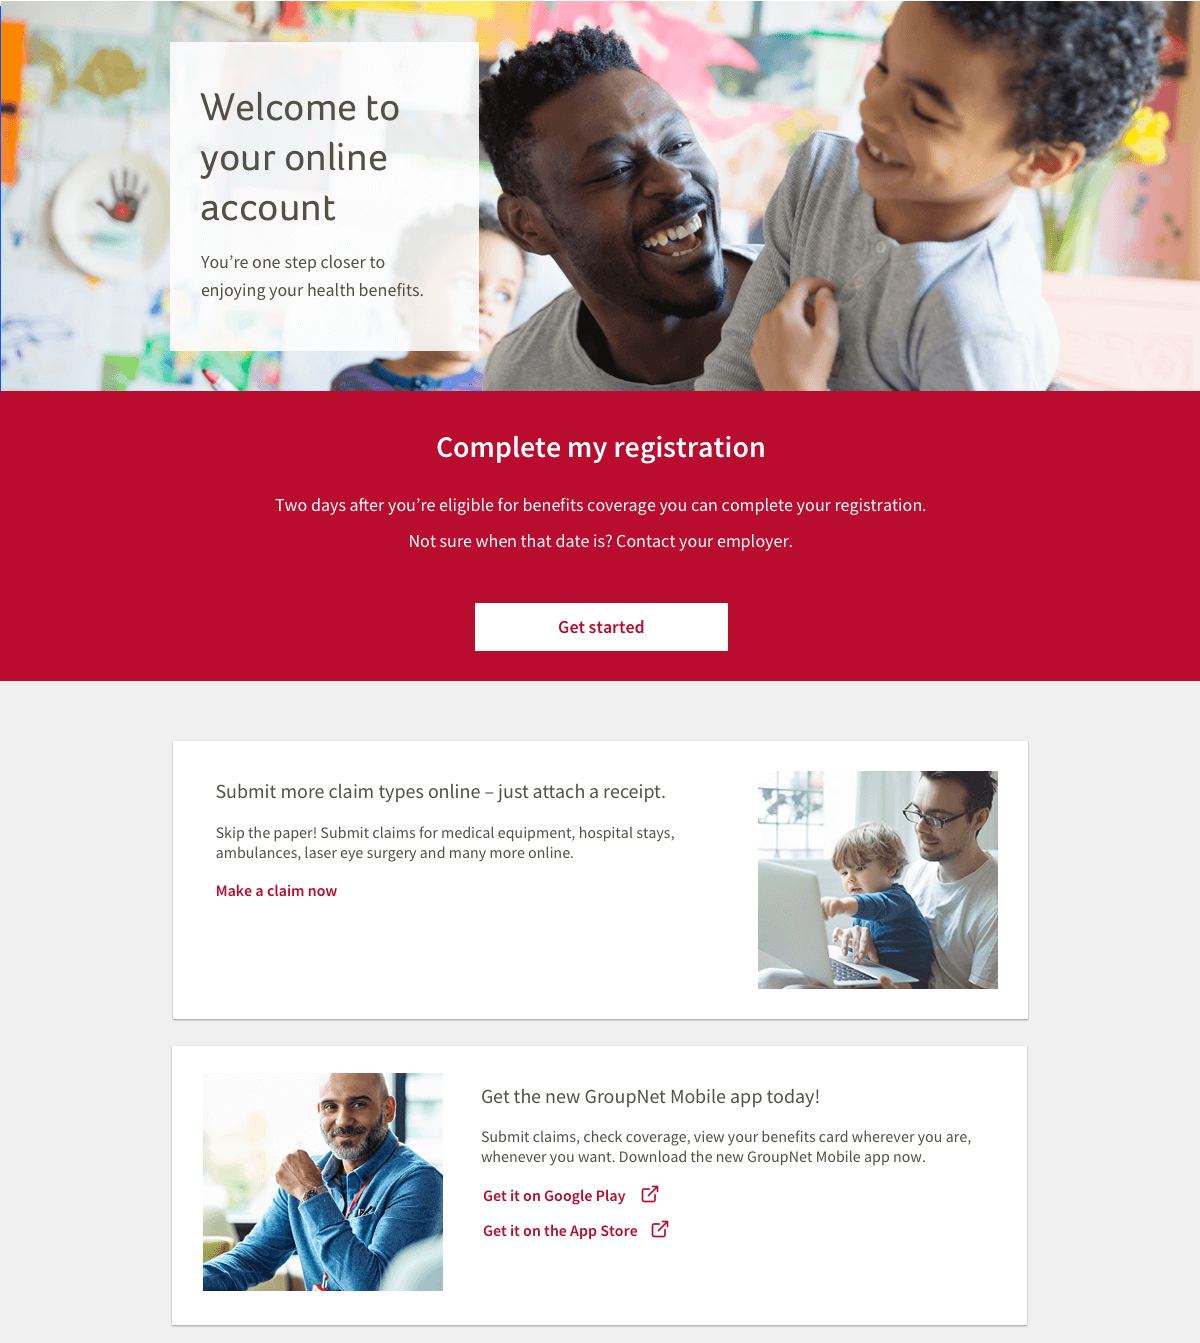 Welcome to
your online
account
You’re one step closer to
enjoying your health benefits.
Complete my registration
Two days after you’re eligible for benefits coverage you can complete your registration.
Not sure when that date is? Contact your employer.
Get started
Submit more claim types online – just attach a receipt.
Skip the paper! Submit claims for medical equipment, hospital stays,
ambulances, laser eye surgery and many more online.
Make a claim now
Get the new GroupNet Mobile app today!
Submit claims, check coverage, view your benefits card wherever you are,
whenever you want. Download the new GroupNet Mobile app now.
Get it on Google Play
Get it on the App Store